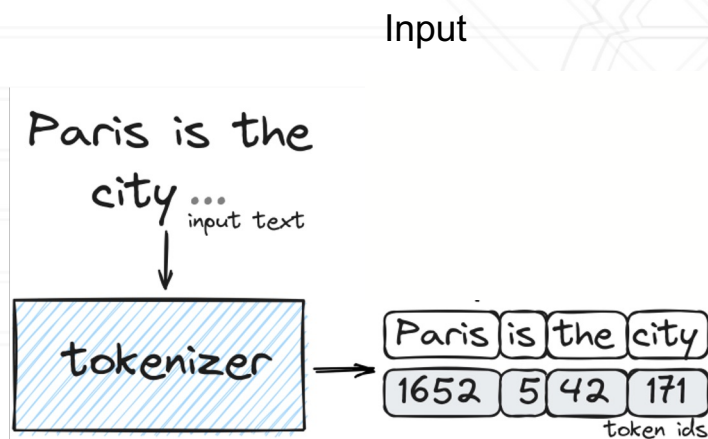 Input
Paris is the
city ...
input text
tokenizer
Paris is the city
1652 5 42 171
token ids